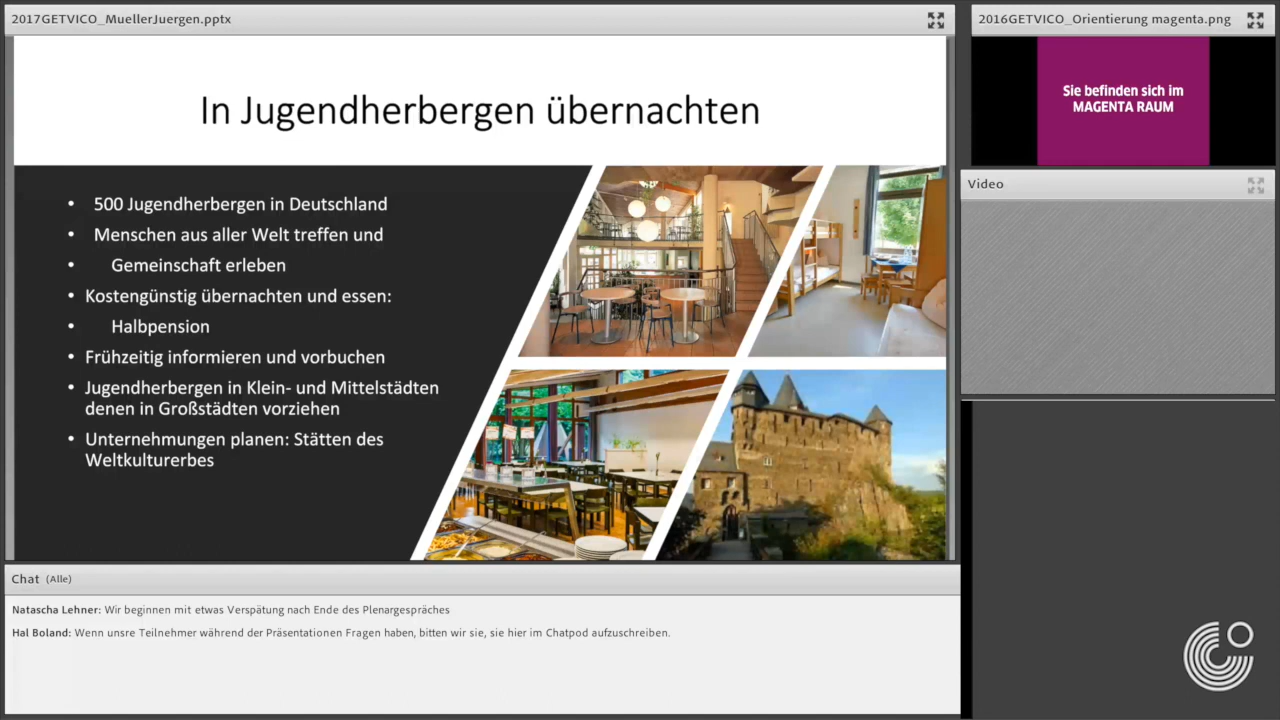 2017GETVICO_MuellerJuergen.pptx
In Jugendherbergen übernachten
• 500 Jugendherbergen in Deutschland
• Menschen aus aller Welt treffen und
• Gemeinschaft erleben
• Kostengünstig übernachten und essen:
• Halbpension
• Frühzeitig informieren und vorbuchen
• Jugendherbergen in Klein- und Mittelstädten
denen in Großstädten vorziehen
• Unternehmungen planen: Stätten des
Weltkulturerbes
2016GETVICO_Orientierung magenta.png
Sie befinden sich im
MAGENTA RAUM
Video
Chat (Alle)
Natascha Lehner: Wir beginnen mit etwas Verspätung nach Ende des Plenargespräches
Hal Boland: Wenn unsre Teilnehmer während der Präsentationen Fragen haben, bitten wir sie, sie hier im Chatpod aufzuschreiben.